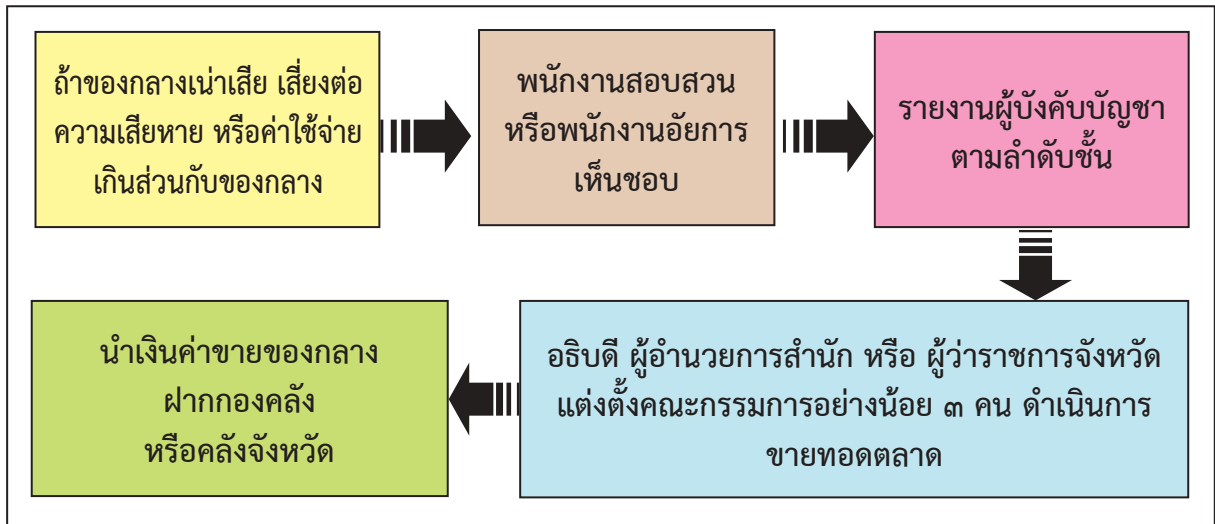 ถ้าของกลางเน่าเสีย เสี่ยงต่อ
ความเสียหาย หรือค่าใช้จ่าย
เกินส่วนกับของกลาง
พนักงานสอบสวน
หรือพนักงานอัยการ
เห็นชอบ
รายงานผู้บังคับบัญชา
ตามลำดับชั้น
อธิบดี ผู้อำนวยการสำนัก หรือ ผู้ว่าราชการจังหวัด
แต่งตั้งคณะกรรมการอย่างน้อย ๓ คน ดำเนินการ
ขายทอดตลาด
นำเงินค่าขายของกลาง
ฝากกองคลัง
หรือคลังจังหวัด